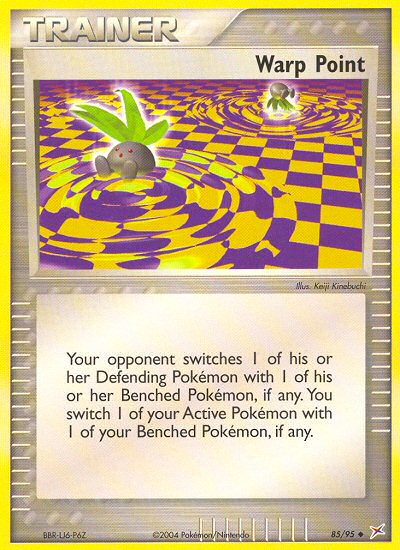 TRAINER
Warp Point
Illus. Keiji Kinebuchi
Your opponent switches 1 of his or
her Defending Pokémon with 1 of his
or her Benched Pokémon, if any. You
switch 1 of your Active Pokémon with
1 of your Benched Pokémon, if any.
BBR-LJ6-P6Z ©2004 Pokémon/Nintendo 85/95 ◆